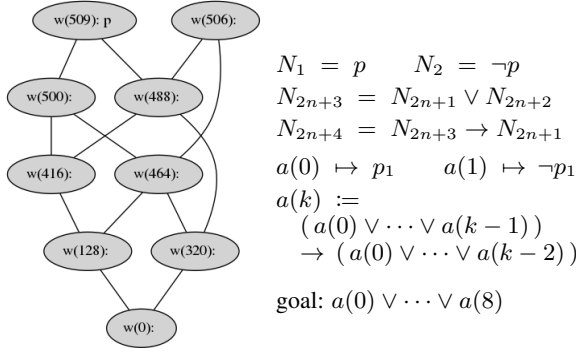 w(509): p
w(506):
w(500):
w(488):
w(416):
w(464):
w(128):
w(320):
w(0):
N₁ = p N₂ = ¬p
N₂ₙ₊₃ = N₂ₙ₊₁ ∨ N₂ₙ₊₂
N₂ₙ₊₄ = N₂ₙ₊₃ → N₂ₙ₊₁
a(0) ↦ p₁ a(1) ↦ ¬p₁
a(k) :=
( a(0) ∨ ⋯ ∨ a(k − 1) )
→ ( a(0) ∨ ⋯ ∨ a(k − 2) )
goal: a(0) ∨ ⋯ ∨ a(8)